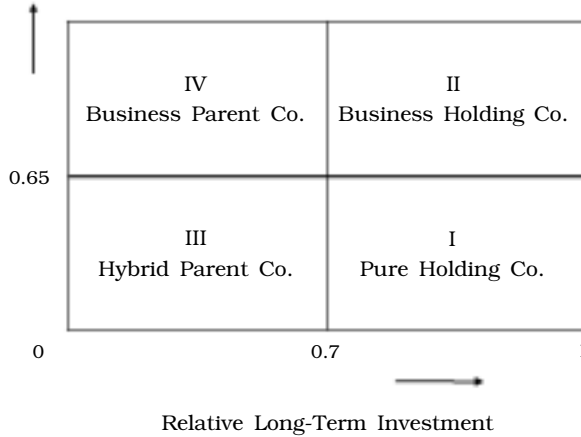 IV
Business Parent Co.
II
Business Holding Co.
0.65
III
Hybrid Parent Co.
I
Pure Holding Co.
0
0.7
Relative Long-Term Investment